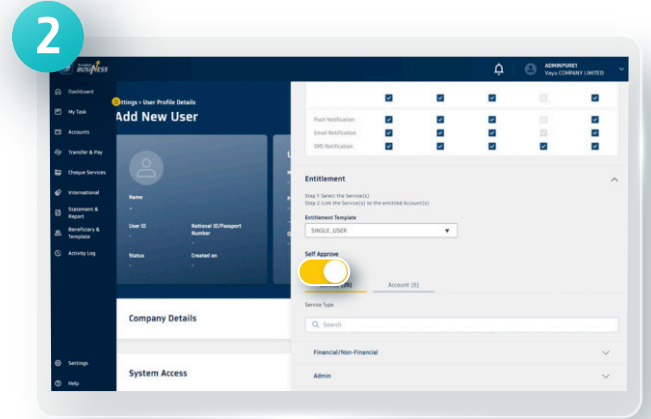 2
BUSINESS
ADMINPURE1
Vayu COMPANY LIMITED
Dashboard
My Task
Accounts
Transfer & Pay
Cheque Services
International
Statement &
Report
Beneficiary &
Template
Activity Log
Settings
Help
Settings > User Profile Details
Add New User
Name
-
User ID
-
National ID/Passport
Number
-
Status
-
Created on
-
Company Details
System Access
Push Notification
Email Notification
SMS Notification
Entitlement
Step 1: Select the Service(s)
Step 2: Link the Service(s) to the entitled Account(s)
Entitlement Template
SINGLE_USER
Self Approve
Account (5)
Service Type
Search
Financial/Non-Financial
Admin